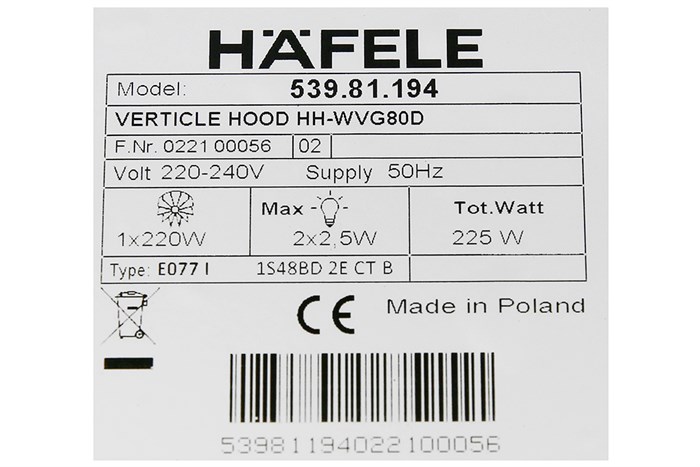 HÄFELE
Model: 539.81.194
VERTICLE HOOD HH-WVG80D
F.Nr. 0221 00056 02
Volt 220-240V Supply 50Hz
Max Tot.Watt
1x220W 2x2,5W 225 W
Type: E077 I 1S48BD 2E CT B
CE Made in Poland
53981194022100056